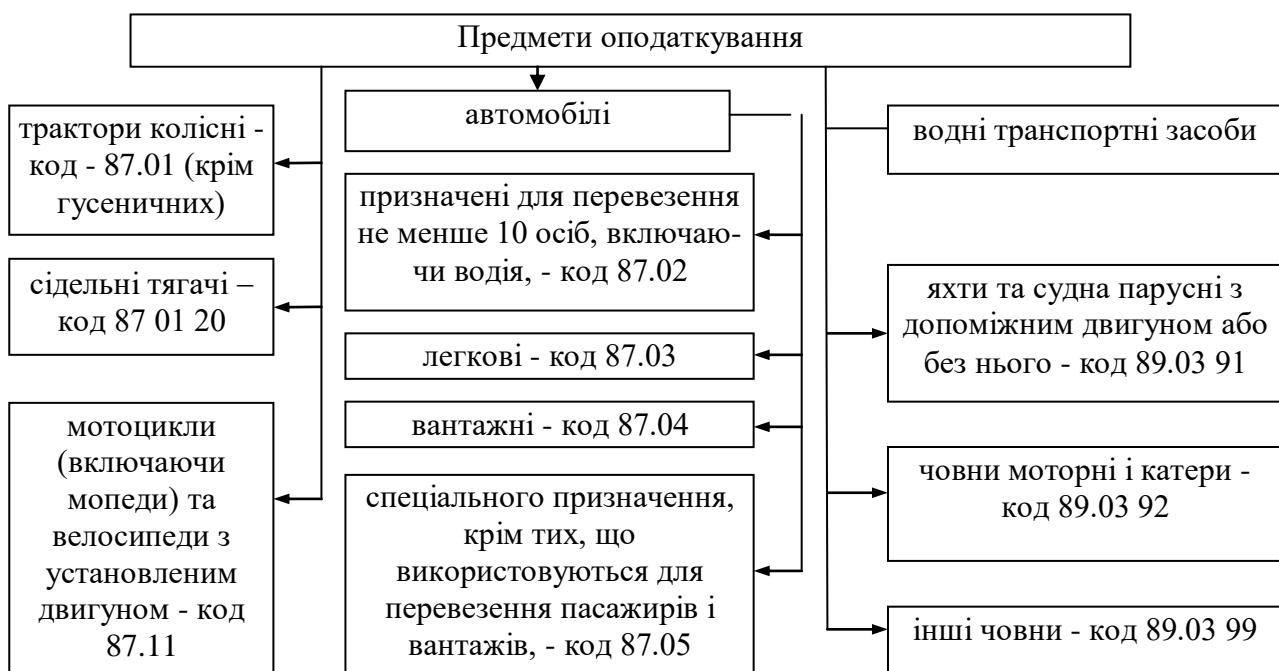 Предмети оподаткування
трактори колісні -
код - 87.01 (крім
гусеничних)
сідельні тягачі –
код 87 01 20
мотоцикли
(включаючи
мопеди) та
велосипеди з
установленим
двигуном - код
87.11
автомобілі
призначені для перевезення
не менше 10 осіб, включаю-
чи водія, - код 87.02
легкові - код 87.03
вантажні - код 87.04
спеціального призначення,
крім тих, що
використовуються для
перевезення пасажирів і
вантажів, - код 87.05
водні транспортні засоби
яхти та судна парусні з
допоміжним двигуном або
без нього - код 89.03 91
човни моторні і катери -
код 89.03 92
інші човни - код 89.03 99